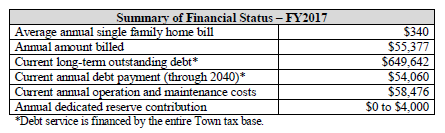 Summary of Financial Status – FY2017
Average annual single family home bill $340
Annual amount billed $55,377
Current long-term outstanding debt* $649,642
Current annual debt payment (through 2040)* $54,060
Current annual operation and maintenance costs $58,476
Annual dedicated reserve contribution $0 to $4,000
*Debt service is financed by the entire Town tax base.